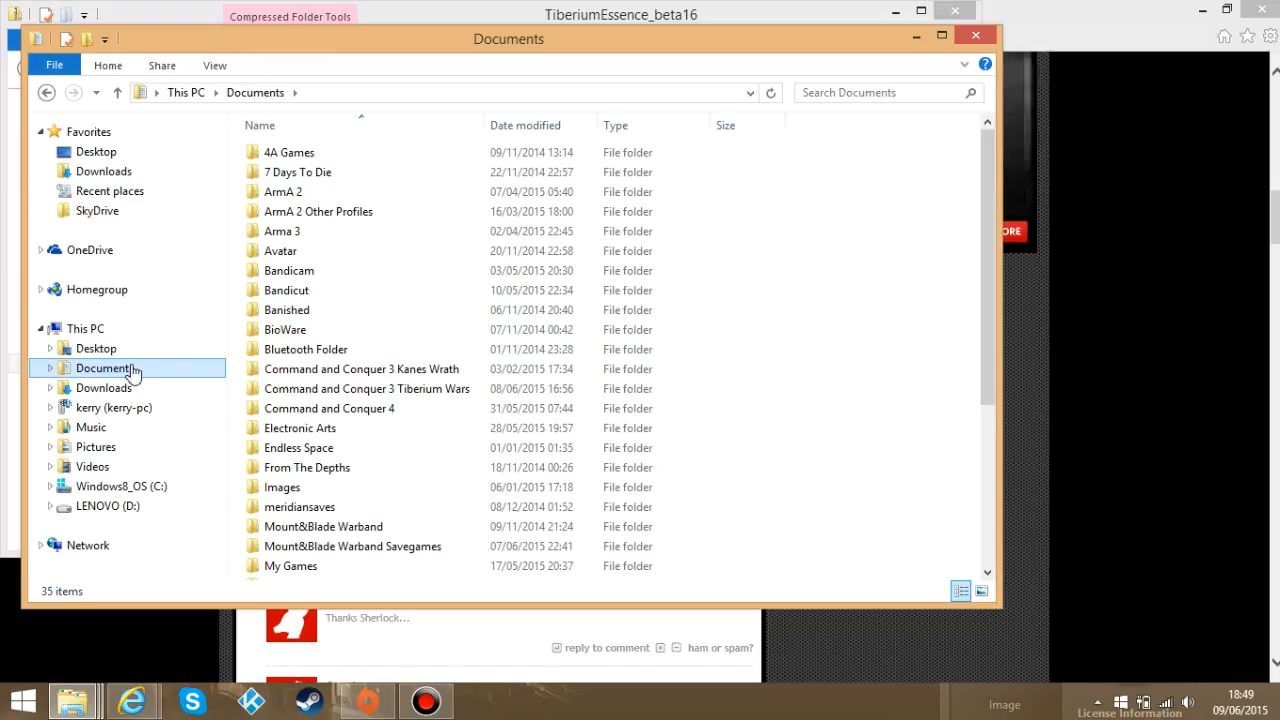 Compressed Folder Tools
TiberiumEssence_beta16
Documents
File Home Share View
This PC Documents
Search Documents
Name Date modified Type Size
Favorites
Desktop
Downloads
Recent places
SkyDrive
OneDrive
Homegroup
This PC
Desktop
Document
Downloads
kerry (kerry-pc)
Music
Pictures
Videos
Windows8_OS (C:)
LENOVO (D:)
Network
4A Games 09/11/2014 13:14 File folder
7 Days To Die 22/11/2014 22:57 File folder
ArmA 2 07/04/2015 05:40 File folder
ArmA 2 Other Profiles 16/03/2015 18:00 File folder
Arma 3 02/04/2015 22:45 File folder
Avatar 20/11/2014 22:58 File folder
Bandicam 03/05/2015 20:30 File folder
Bandicut 10/05/2015 22:34 File folder
Banished 06/11/2014 20:40 File folder
BioWare 07/11/2014 00:42 File folder
Bluetooth Folder 01/11/2014 23:28 File folder
Command and Conquer 3 Kanes Wrath 03/02/2015 17:34 File folder
Command and Conquer 3 Tiberium Wars 08/06/2015 16:56 File folder
Command and Conquer 4 31/05/2015 07:44 File folder
Electronic Arts 28/05/2015 19:57 File folder
Endless Space 01/01/2015 01:35 File folder
From The Depths 18/11/2014 00:26 File folder
Images 06/01/2015 17:18 File folder
meridiansaves 08/12/2014 01:52 File folder
Mount&Blade Warband 09/11/2014 21:24 File folder
Mount&Blade Warband Savegames 07/06/2015 22:41 File folder
My Games 17/05/2015 20:37 File folder
35 items
ORE
Thanks Sherlock...
reply to comment ham or spam?
Image
License Information
18:49
09/06/2015